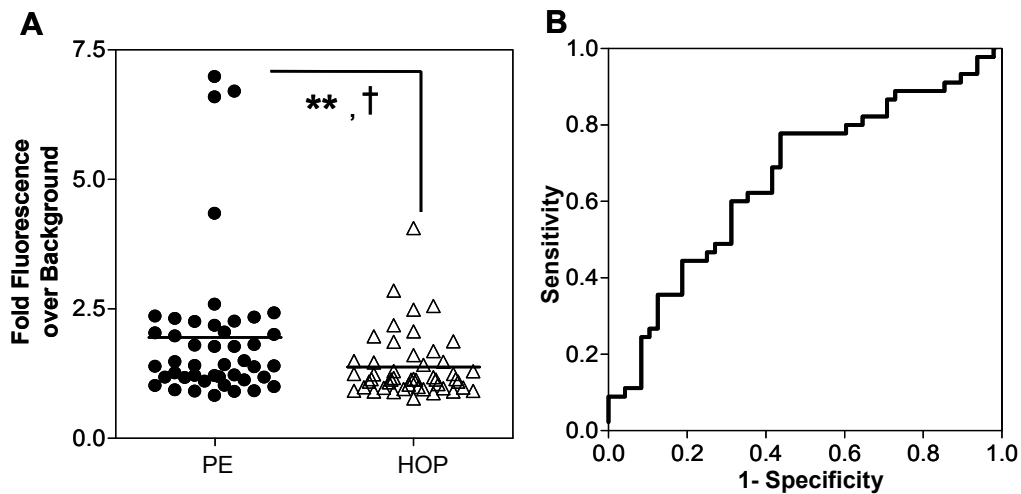 A
Fold Fluorescence
over Background
7.5
5.0
2.5
0.0
** , †
PE HOP
B
Sensitivity
1.0
0.8
0.6
0.4
0.2
0.0
0.0 0.2 0.4 0.6 0.8 1.0
1- Specificity